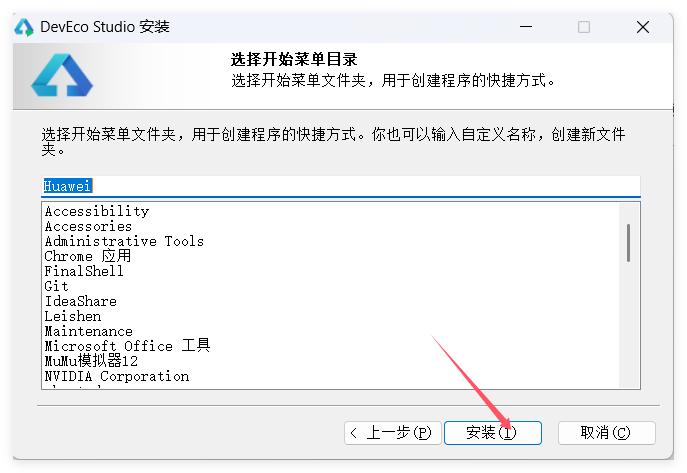 DevEco Studio 安装
选择开始菜单目录
选择开始菜单文件夹，用于创建程序的快捷方式。
选择开始菜单文件夹，用于创建程序的快捷方式。你也可以输入自定义名称，创建新文件
夹。
Huawei
Accessibility
Accessories
Administrative Tools
Chrome 应用
FinalShell
Git
IdeaShare
Leishen
Maintenance
Microsoft Office 工具
MuMu模拟器12
NVIDIA Corporation
< 上一步(P)
安装(I)
取消(C)